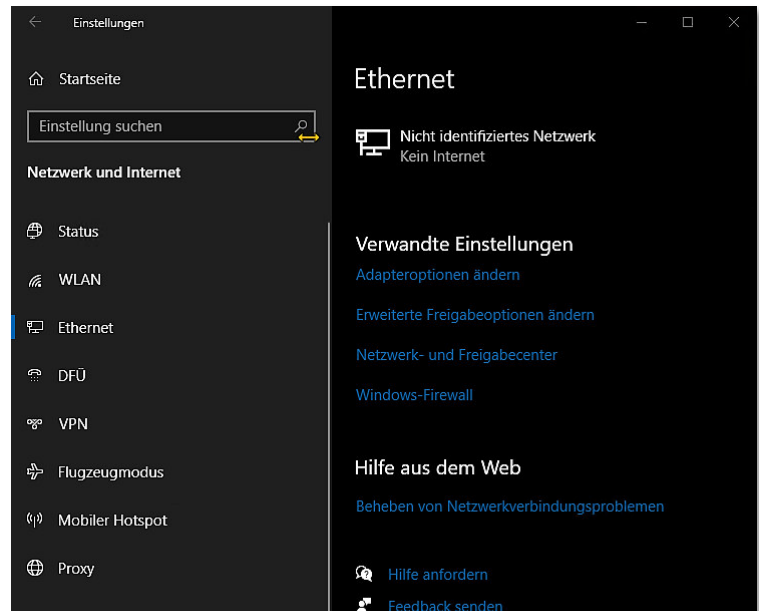 Einstellungen
Startseite
Einstellung suchen
Netzwerk und Internet
Status
WLAN
Ethernet
DFÜ
VPN
Flugzeugmodus
Mobiler Hotspot
Proxy
Ethernet
Nicht identifiziertes Netzwerk
Kein Internet
Verwandte Einstellungen
Adapteroptionen ändern
Erweiterte Freigabeoptionen ändern
Netzwerk- und Freigabecenter
Windows-Firewall
Hilfe aus dem Web
Beheben von Netzwerkverbindungsproblemen
Hilfe anfordern
Feedback senden